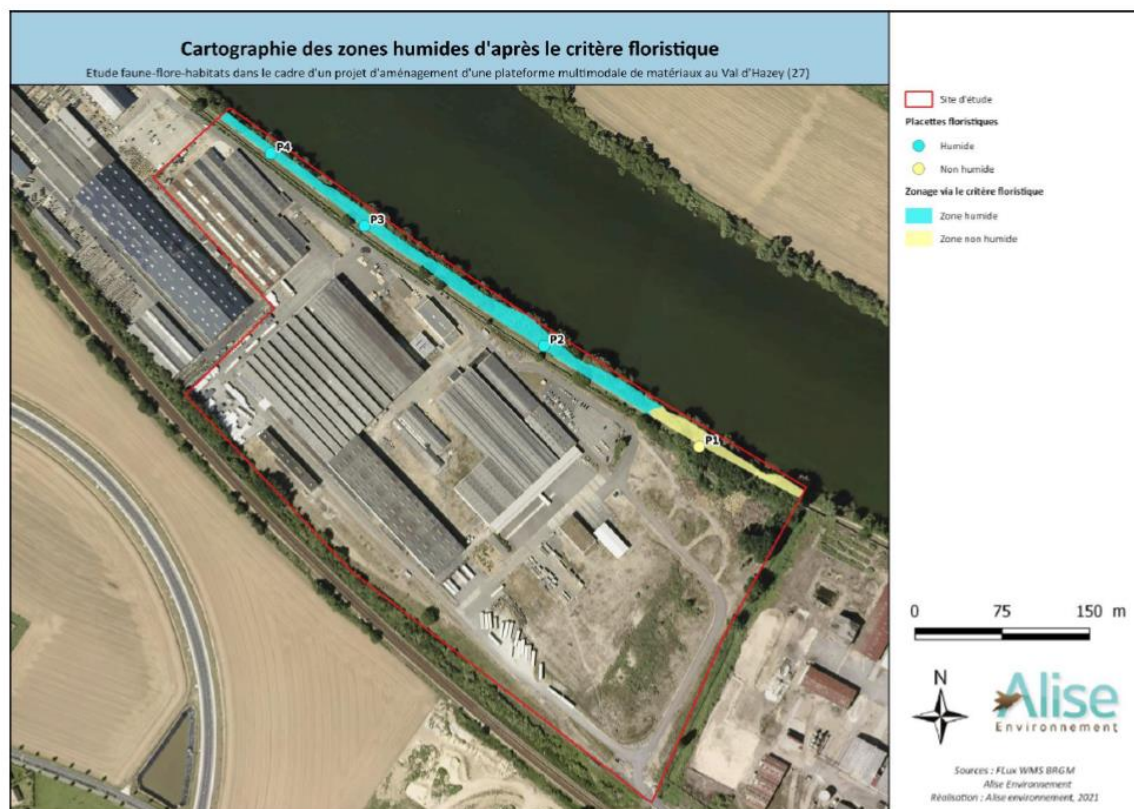 Cartographie des zones humides d'après le critère floristique
Etude faune-flore-habitats dans le cadre d'un projet d'aménagement d'une plateforme multimodale de matériaux au Val d'Hazey (27)
Site d'étude
Placettes floristiques
Humide
Non humide
Zonage via le critère floristique
Zone humide
Zone non humide
P4
P3
P2
P1
0 75 150 m
N
Alise
Environnement
Sources : FLux WMS BRGM
Alise Environnement
Réalisation : Alise environnement, 2021